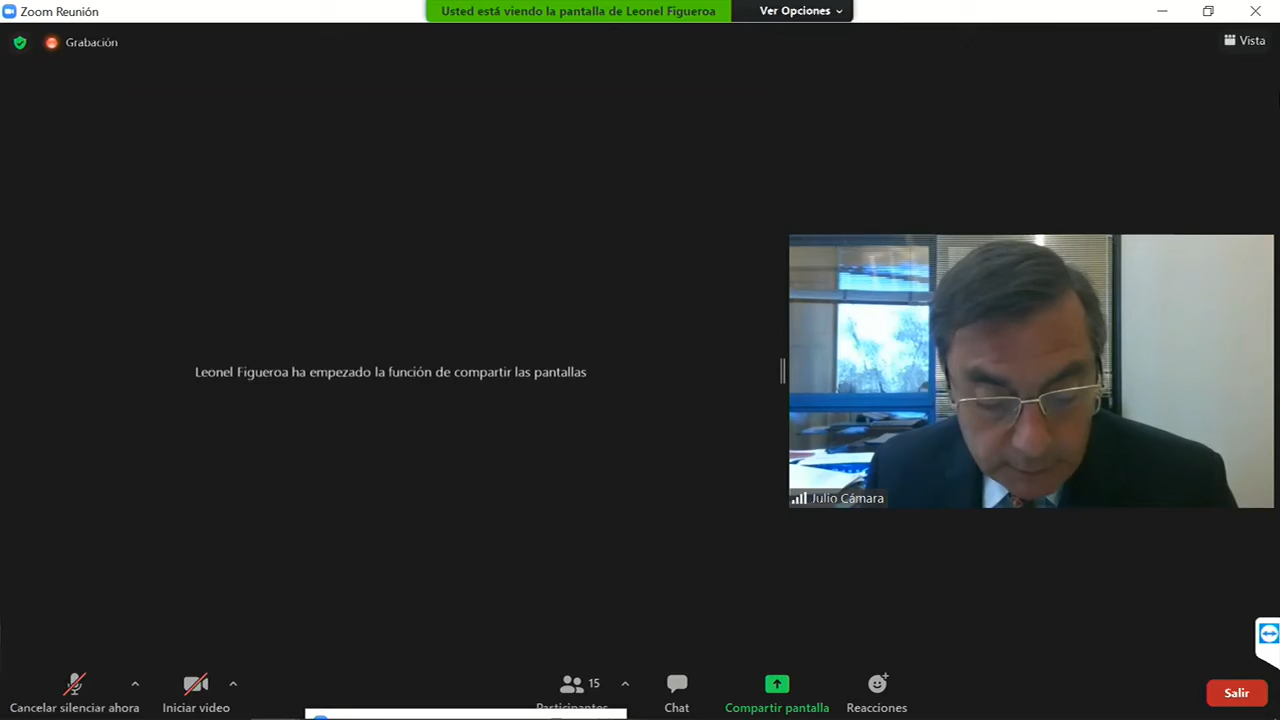 Zoom Reunión
Usted está viendo la pantalla de Leonel Figueroa
Ver Opciones
Grabación
Vista
Leonel Figueroa ha empezado la función de compartir las pantallas
Julio Cámara
15
Cancelar silenciar ahora
Iniciar video
Participantes
Chat
Compartir pantalla
Reacciones
Salir